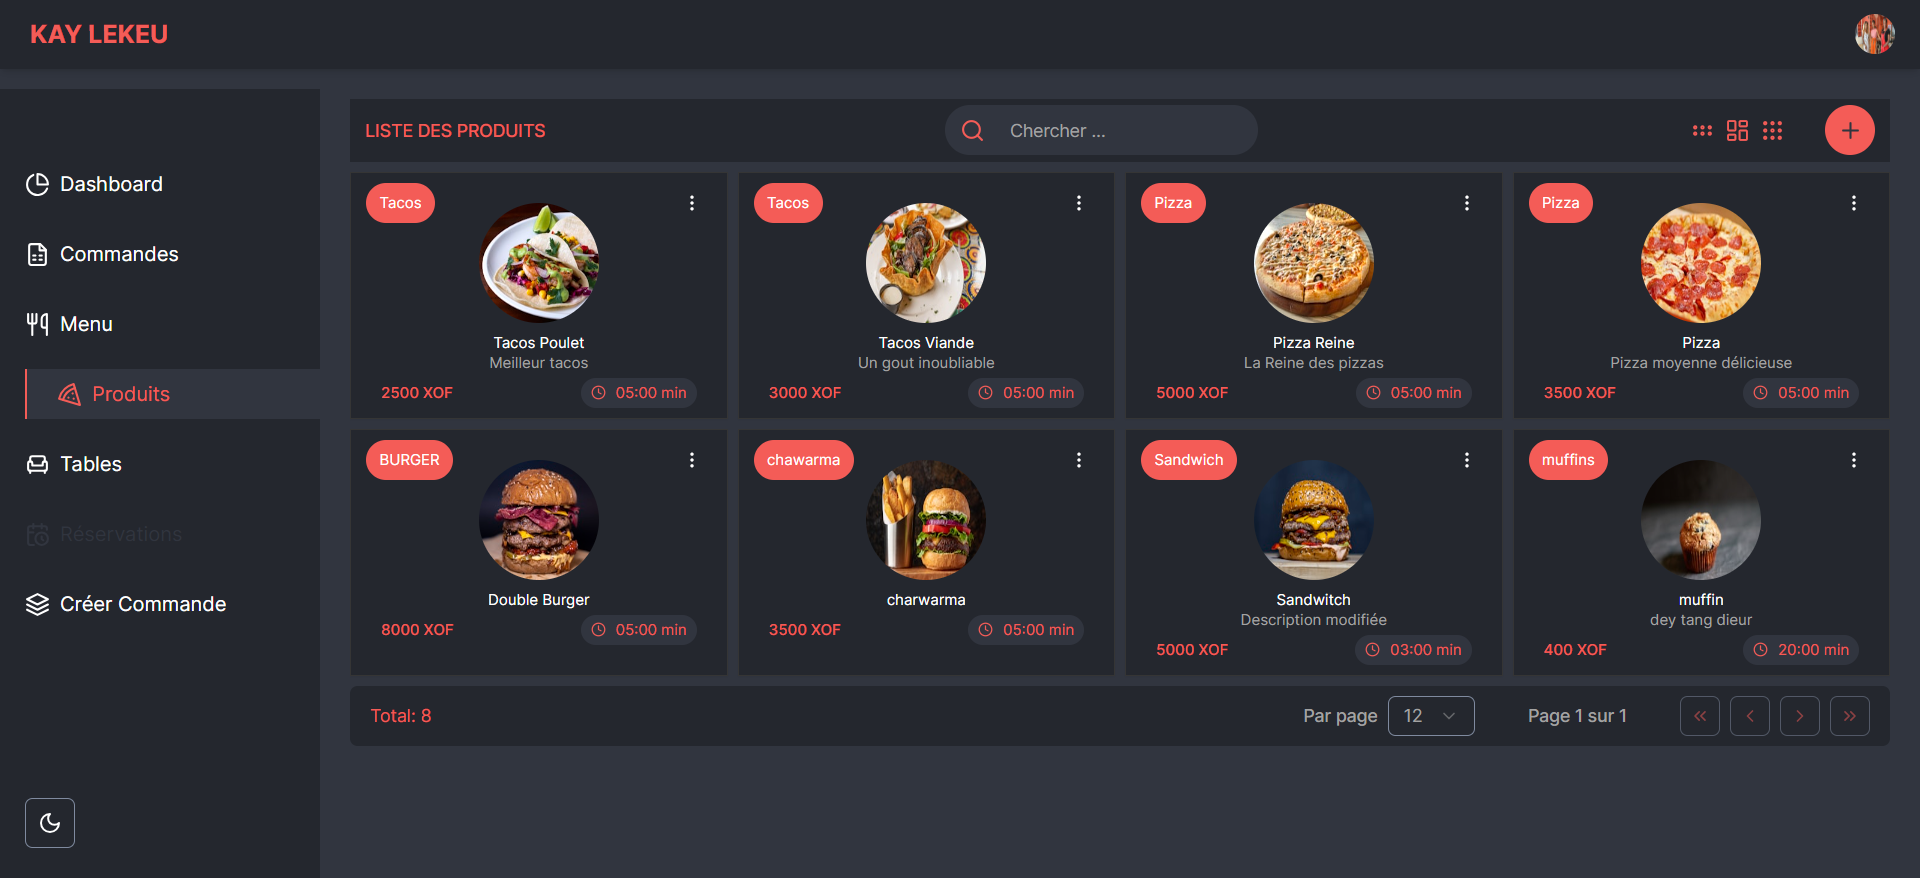 KAY LEKEU
Dashboard
Commandes
Menu
Produits
Tables
Réservations
Créer Commande
LISTE DES PRODUITS
Chercher ...
Tacos
Tacos Poulet
Meilleur tacos
2500 XOF
05:00 min
Tacos
Tacos Viande
Un gout inoubliable
3000 XOF
05:00 min
Pizza
Pizza Reine
La Reine des pizzas
5000 XOF
05:00 min
Pizza
Pizza
Pizza moyenne délicieuse
3500 XOF
05:00 min
BURGER
Double Burger
8000 XOF
05:00 min
chawarma
charwarma
3500 XOF
05:00 min
Sandwich
Sandwitch
Description modifiée
5000 XOF
03:00 min
muffins
muffin
dey tang dieur
400 XOF
20:00 min
Total: 8
Par page
12
Page 1 sur 1